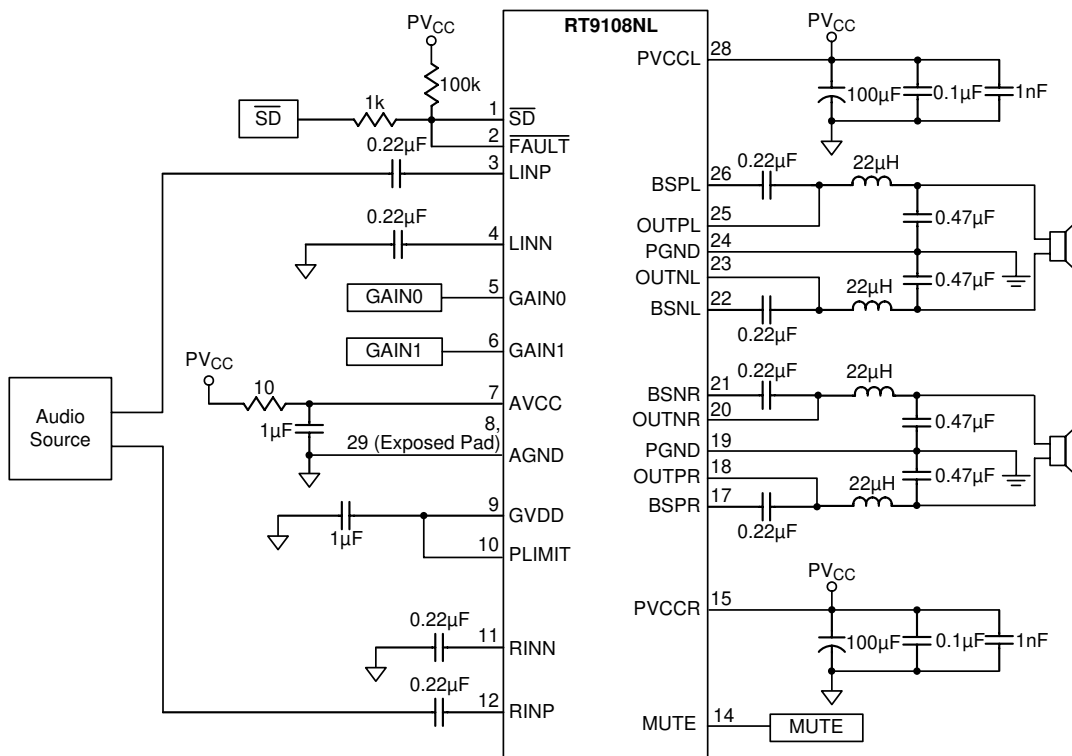 RT9108NL
PVCC
100k
1k
SD
1
SD
2
FAULT
0.22µF
3
LINP
0.22µF
4
LINN
GAIN0
5
GAIN0
GAIN1
6
GAIN1
PVCC
10
7
AVCC
1µF
8,
29 (Exposed Pad)
AGND
Audio
Source
9
GVDD
1µF
10
PLIMIT
0.22µF
11
RINN
0.22µF
12
RINP
PVCC
PVCCL
28
100µF
0.1µF
1nF
0.22µF
22µH
BSPL
26
OUTPL
25
0.47µF
PGND
24
OUTNL
23
22µH
0.47µF
BSNL
22
0.22µF
0.22µF
22µH
BSNR
21
OUTNR
20
0.47µF
PGND
19
OUTPR
18
22µH
0.47µF
BSPR
17
0.22µF
PVCC
PVCCR
15
100µF
0.1µF
1nF
MUTE
14
MUTE